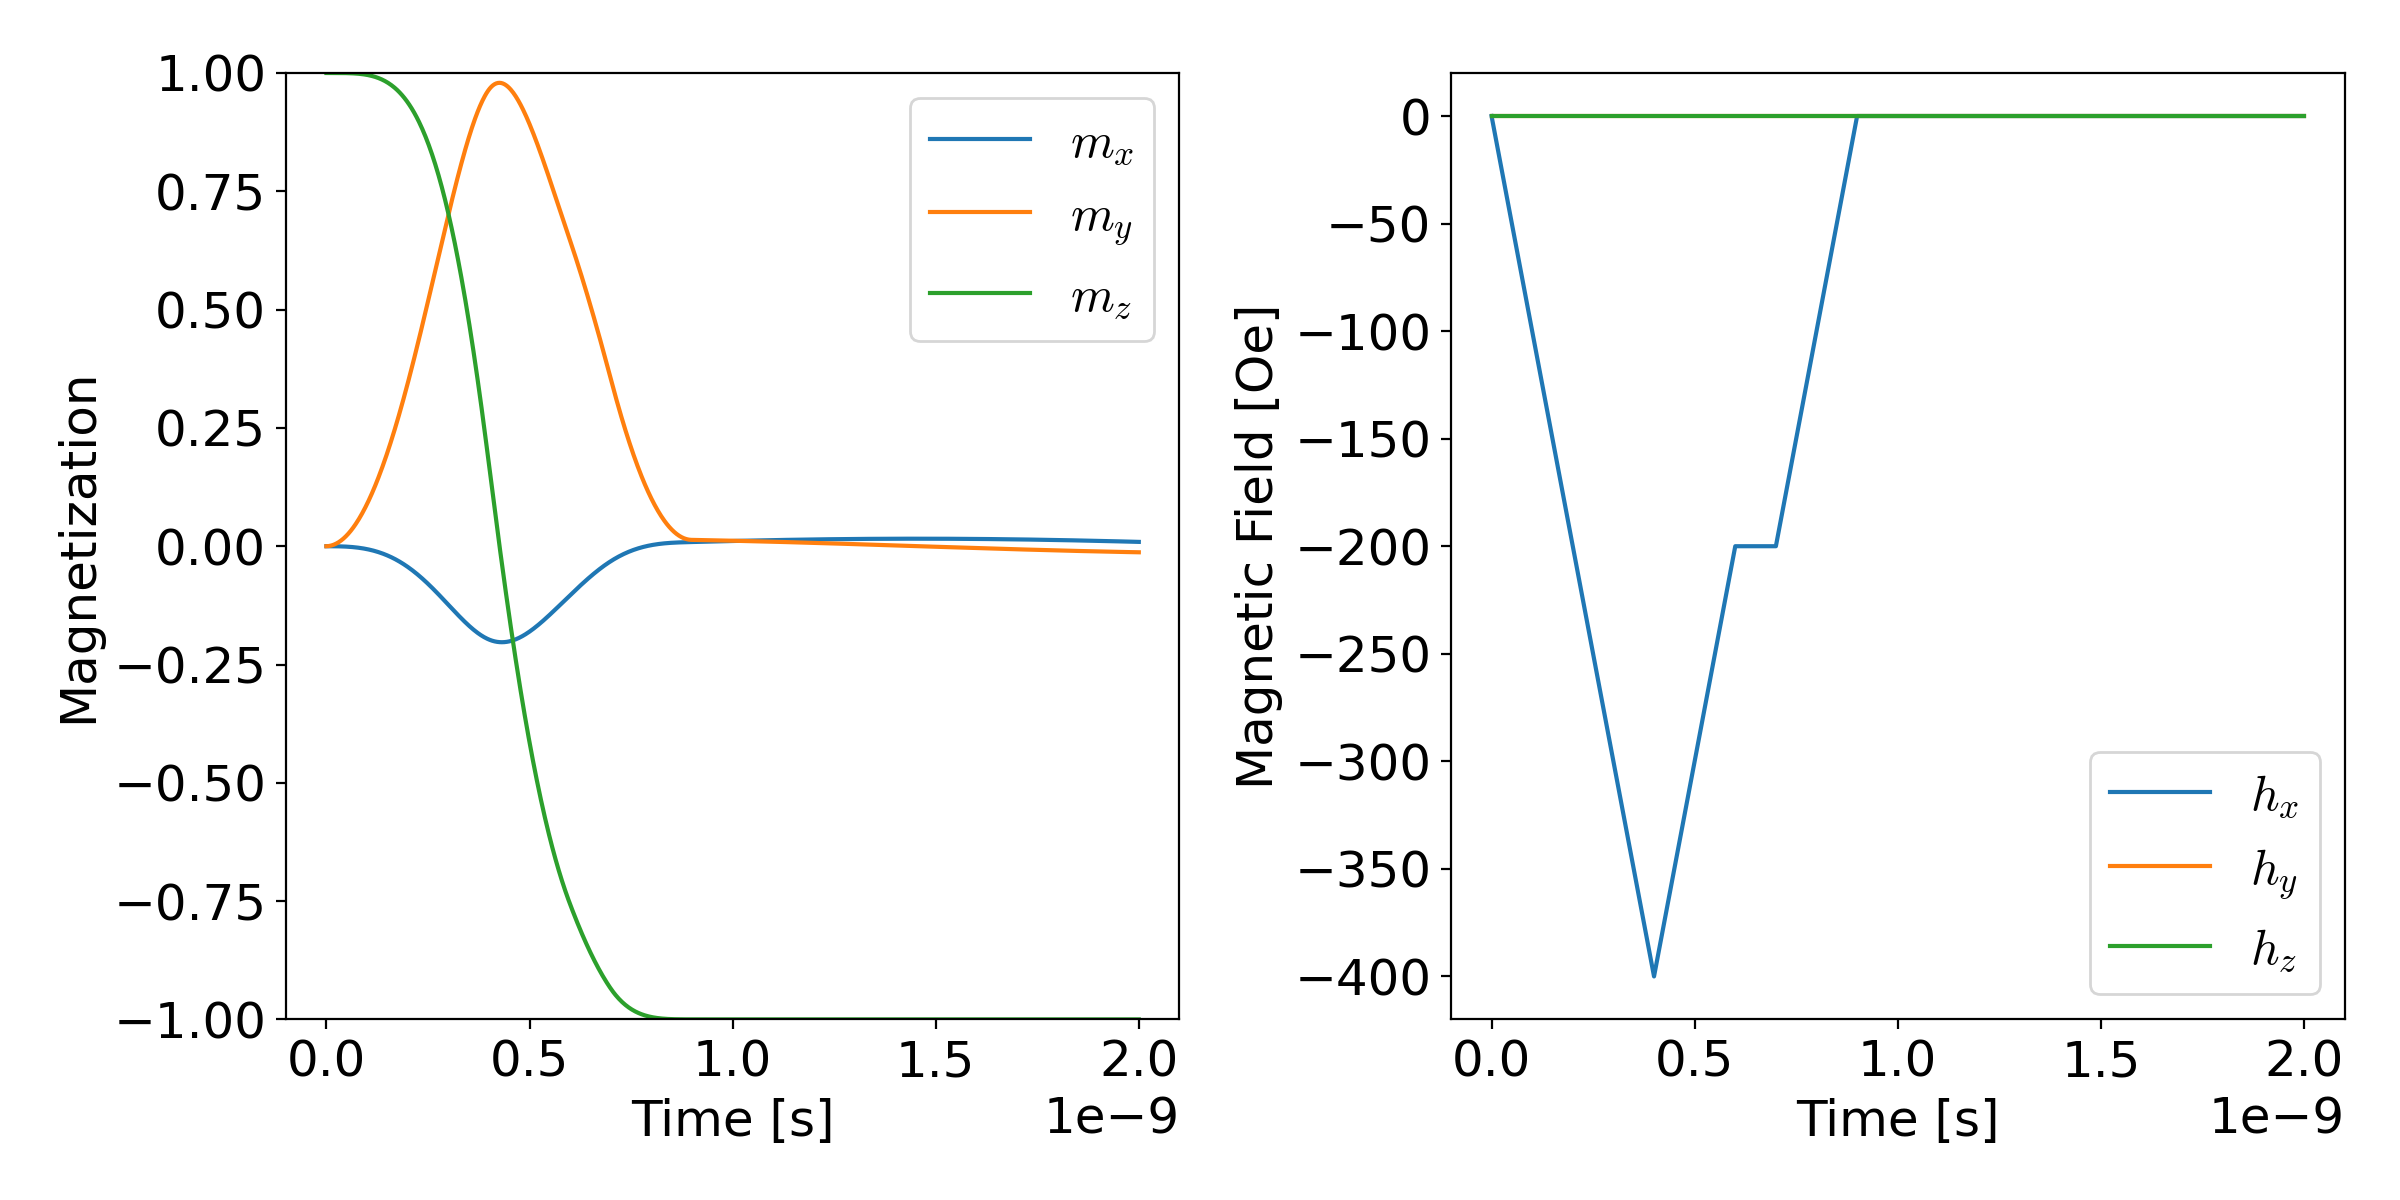 Magnetization
1.00
0.75
0.50
0.25
0.00
−0.25
−0.50
−0.75
−1.00
0.0 0.5 1.0 1.5 2.0
Time [s]
1e−9
m_x
m_y
m_z
Magnetic Field [Oe]
0
−50
−100
−150
−200
−250
−300
−350
−400
0.0 0.5 1.0 1.5 2.0
Time [s]
1e−9
h_x
h_y
h_z